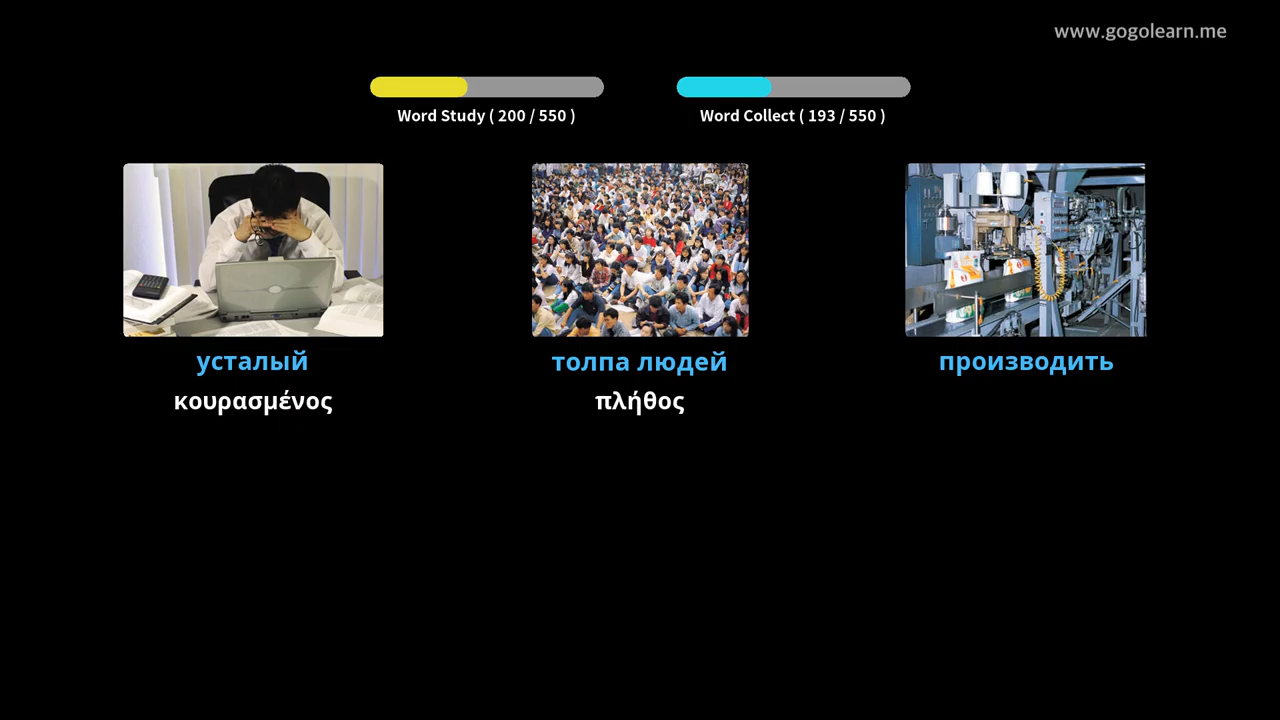 www.gogolearn.me
Word Study ( 200 / 550 )
Word Collect ( 193 / 550 )
усталый
толпа людей
производить
κουρασμένος
πλήθος